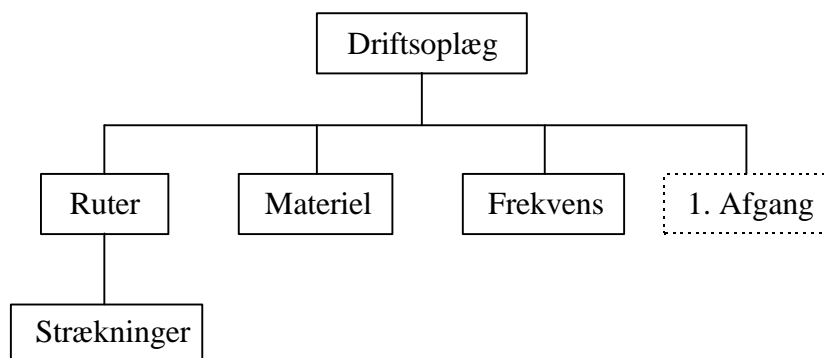 Driftsoplæg
Ruter
Materiel
Frekvens
1. Afgang
Strækninger